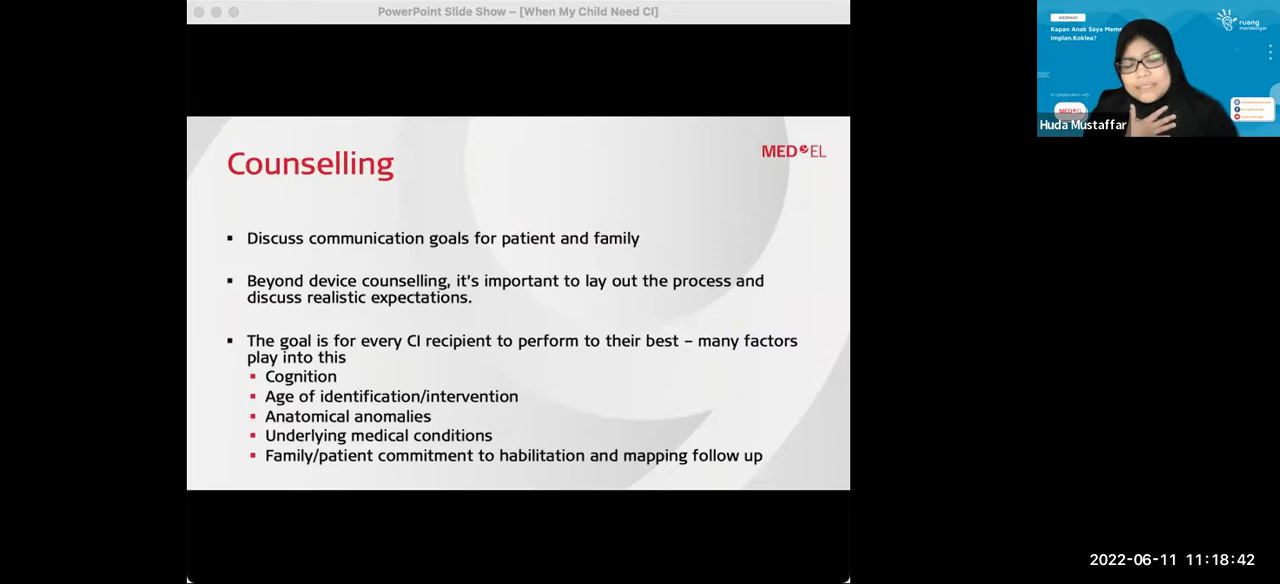 PowerPoint Slide Show – [When My Child Need CI]
WEBINAR
Kapan Anak Saya
Implan Koklea?
ruang
MED EL
Huda Mustaffar
Counselling
MED EL
▪ Discuss communication goals for patient and family
▪ Beyond device counselling, it's important to lay out the process and
discuss realistic expectations.
▪ The goal is for every CI recipient to perform to their best – many factors
play into this
▪ Cognition
▪ Age of identification/intervention
▪ Anatomical anomalies
▪ Underlying medical conditions
▪ Family/patient commitment to habilitation and mapping follow up
2022-06-11 11:18:42